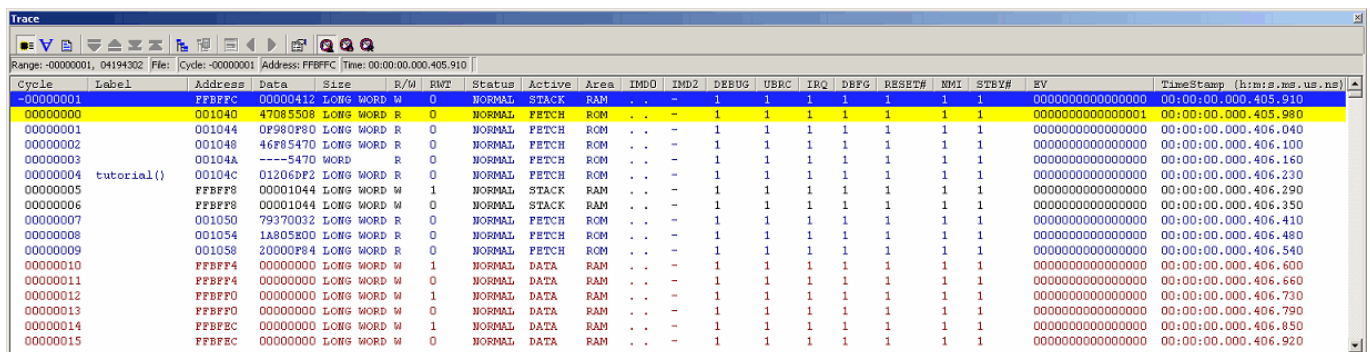 Trace
Range: -00000001, 04194302 File: Cycle: -00000001 Address: FFBFFC Time: 00:00:00.000.405.910
Cycle Label Address Data Size R/W RWT Status Active Area IMD0 IMD2 DEBUG UBRC IRQ DBFG RESET# NMI STBY# EV TimeStamp (h:m:s.ms.us.ns)
-00000001 FFBFFC 00000412 LONG WORD W 0 NORMAL STACK RAM . . - 1 1 1 1 1 1 1 0000000000000000 00:00:00.000.405.910
00000000 001040 47085508 LONG WORD R 0 NORMAL FETCH ROM . . - 1 1 1 1 1 1 1 0000000000000001 00:00:00.000.405.980
00000001 001044 0F980F80 LONG WORD R 0 NORMAL FETCH ROM . . - 1 1 1 1 1 1 1 0000000000000000 00:00:00.000.406.040
00000002 001048 46F85470 LONG WORD R 0 NORMAL FETCH ROM . . - 1 1 1 1 1 1 1 0000000000000000 00:00:00.000.406.100
00000003 00104A ----5470 WORD R 0 NORMAL FETCH ROM . . - 1 1 1 1 1 1 1 0000000000000000 00:00:00.000.406.160
00000004 tutorial() 00104C 01206DF2 LONG WORD R 0 NORMAL FETCH ROM . . - 1 1 1 1 1 1 1 0000000000000000 00:00:00.000.406.230
00000005 FFBFF8 00001044 LONG WORD W 1 NORMAL STACK RAM . . - 1 1 1 1 1 1 1 0000000000000000 00:00:00.000.406.290
00000006 FFBFF8 00001044 LONG WORD W 0 NORMAL STACK RAM . . - 1 1 1 1 1 1 1 0000000000000000 00:00:00.000.406.350
00000007 001050 79370032 LONG WORD R 0 NORMAL FETCH ROM . . - 1 1 1 1 1 1 1 0000000000000000 00:00:00.000.406.410
00000008 001054 1A805E00 LONG WORD R 0 NORMAL FETCH ROM . . - 1 1 1 1 1 1 1 0000000000000000 00:00:00.000.406.480
00000009 001058 20000F84 LONG WORD R 0 NORMAL FETCH ROM . . - 1 1 1 1 1 1 1 0000000000000000 00:00:00.000.406.540
00000010 FFBFF4 00000000 LONG WORD W 1 NORMAL DATA RAM . . - 1 1 1 1 1 1 1 0000000000000000 00:00:00.000.406.600
00000011 FFBFF4 00000000 LONG WORD W 0 NORMAL DATA RAM . . - 1 1 1 1 1 1 1 0000000000000000 00:00:00.000.406.660
00000012 FFBFF0 00000000 LONG WORD W 1 NORMAL DATA RAM . . - 1 1 1 1 1 1 1 0000000000000000 00:00:00.000.406.730
00000013 FFBFF0 00000000 LONG WORD W 0 NORMAL DATA RAM . . - 1 1 1 1 1 1 1 0000000000000000 00:00:00.000.406.790
00000014 FFBFEC 00000000 LONG WORD W 1 NORMAL DATA RAM . . - 1 1 1 1 1 1 1 0000000000000000 00:00:00.000.406.850
00000015 FFBFEC 00000000 LONG WORD W 0 NORMAL DATA RAM . . - 1 1 1 1 1 1 1 0000000000000000 00:00:00.000.406.920